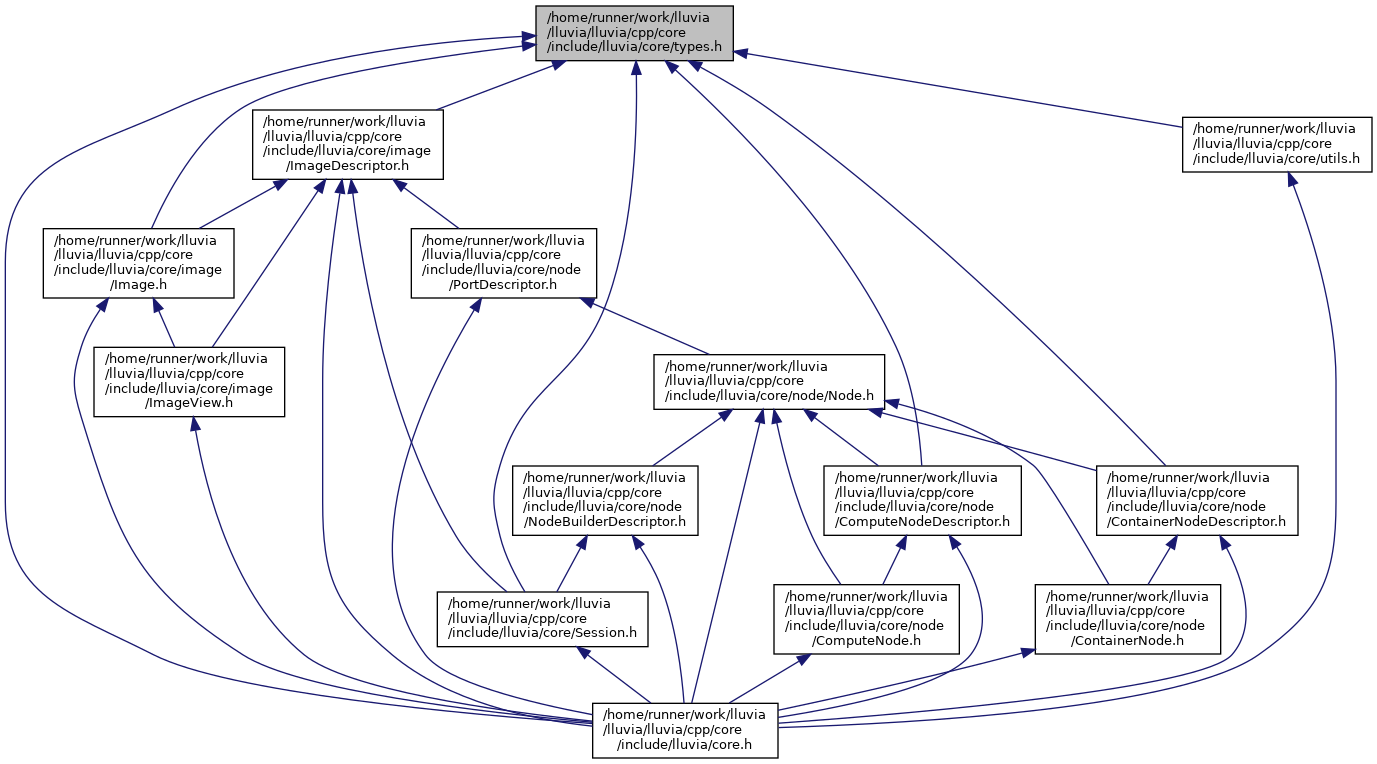 /home/runner/work/lluvia
/lluvia/lluvia/cpp/core
/include/lluvia/core/types.h
/home/runner/work/lluvia
/lluvia/lluvia/cpp/core
/include/lluvia/core/image
/ImageDescriptor.h
/home/runner/work/lluvia
/lluvia/lluvia/cpp/core
/include/lluvia/core/utils.h
/home/runner/work/lluvia
/lluvia/lluvia/cpp/core
/include/lluvia/core/image
/Image.h
/home/runner/work/lluvia
/lluvia/lluvia/cpp/core
/include/lluvia/core/node
/PortDescriptor.h
/home/runner/work/lluvia
/lluvia/lluvia/cpp/core
/include/lluvia/core/image
/ImageView.h
/home/runner/work/lluvia
/lluvia/lluvia/cpp/core
/include/lluvia/core/node/Node.h
/home/runner/work/lluvia
/lluvia/lluvia/cpp/core
/include/lluvia/core/node
/NodeBuilderDescriptor.h
/home/runner/work/lluvia
/lluvia/lluvia/cpp/core
/include/lluvia/core/node
/ComputeNodeDescriptor.h
/home/runner/work/lluvia
/lluvia/lluvia/cpp/core
/include/lluvia/core/node
/ContainerNodeDescriptor.h
/home/runner/work/lluvia
/lluvia/lluvia/cpp/core
/include/lluvia/core/Session.h
/home/runner/work/lluvia
/lluvia/lluvia/cpp/core
/include/lluvia/core/node
/ComputeNode.h
/home/runner/work/lluvia
/lluvia/lluvia/cpp/core
/include/lluvia/core/node
/ContainerNode.h
/home/runner/work/lluvia
/lluvia/lluvia/cpp/core
/include/lluvia/core.h